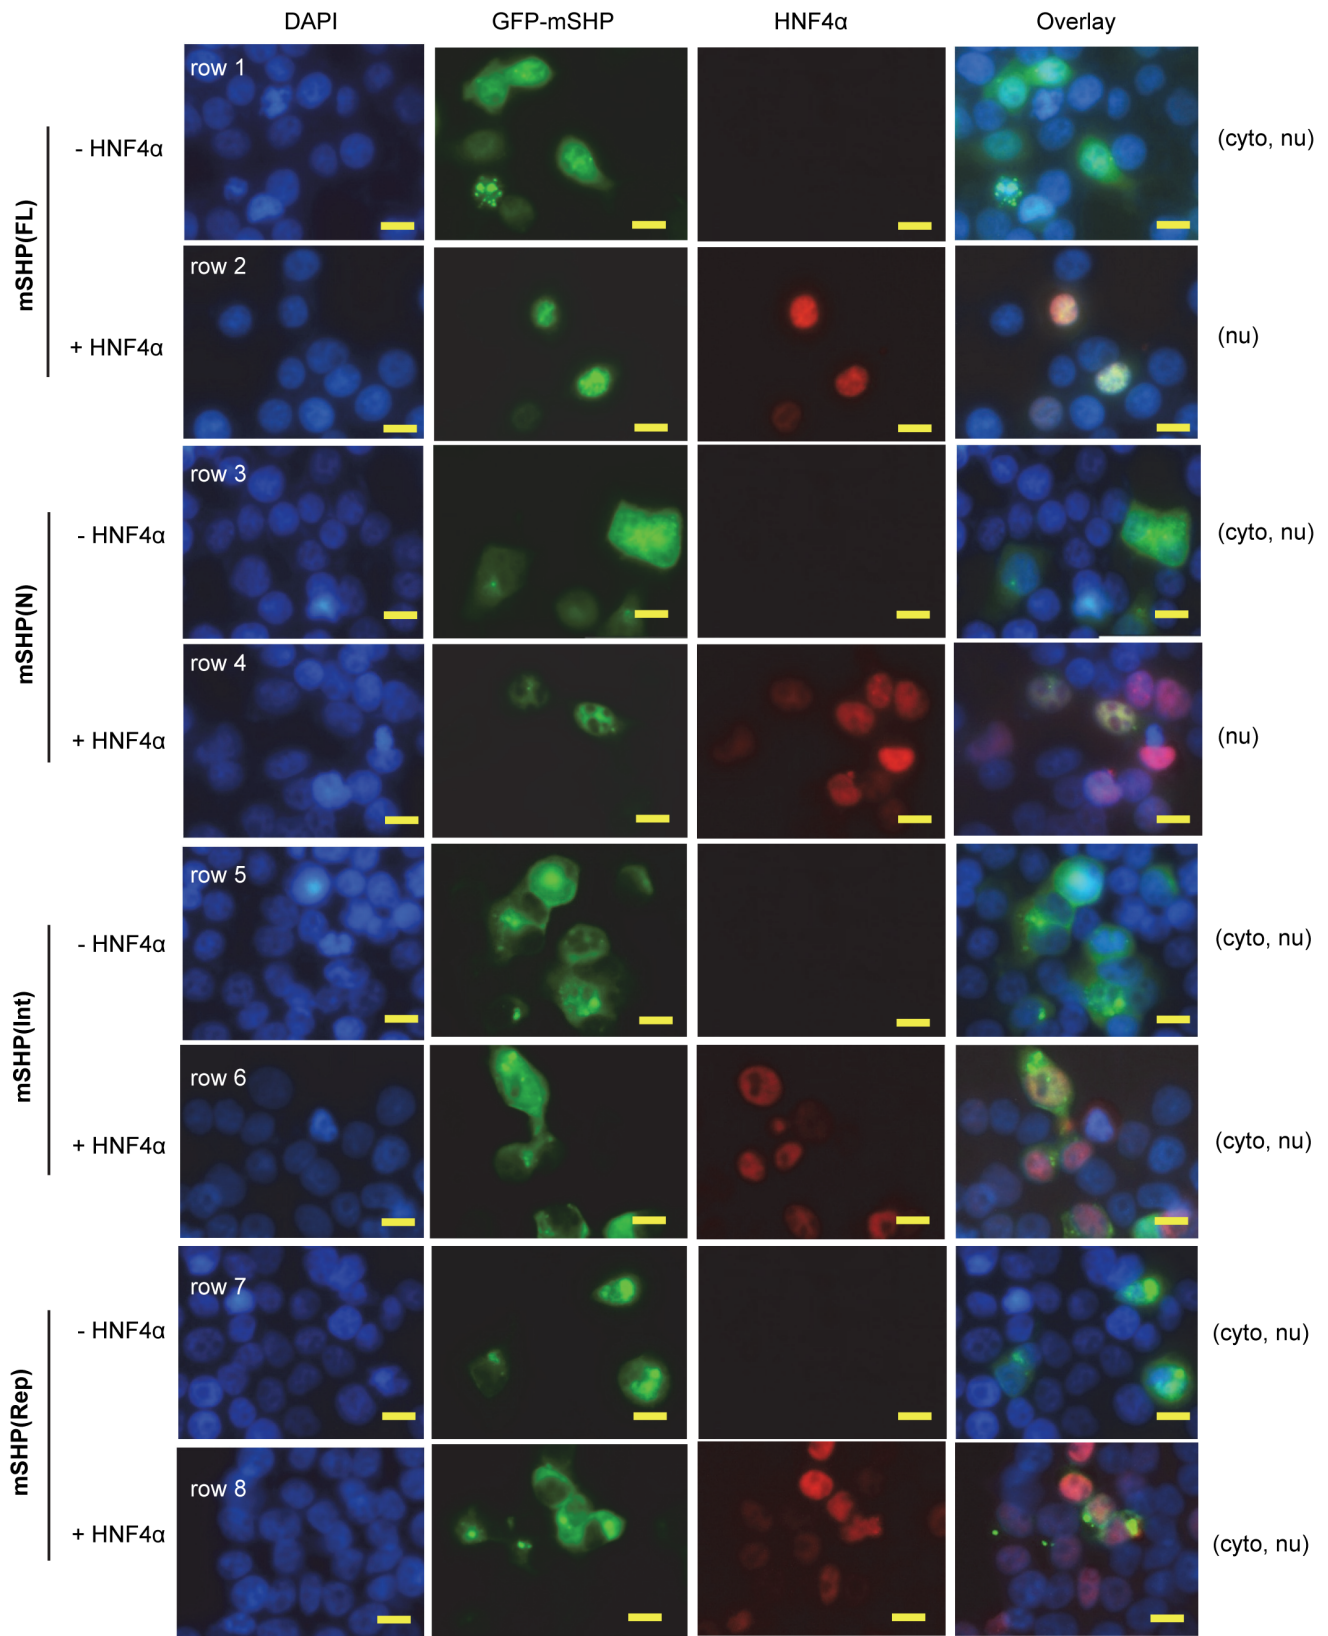 DAPI GFP-mSHP HNF4α Overlay
mSHP(FL)
- HNF4α row 1 (cyto, nu)
+ HNF4α row 2 (nu)
mSHP(N)
- HNF4α row 3 (cyto, nu)
+ HNF4α row 4 (nu)
mSHP(Int)
- HNF4α row 5 (cyto, nu)
+ HNF4α row 6 (cyto, nu)
mSHP(Rep)
- HNF4α row 7 (cyto, nu)
+ HNF4α row 8 (cyto, nu)